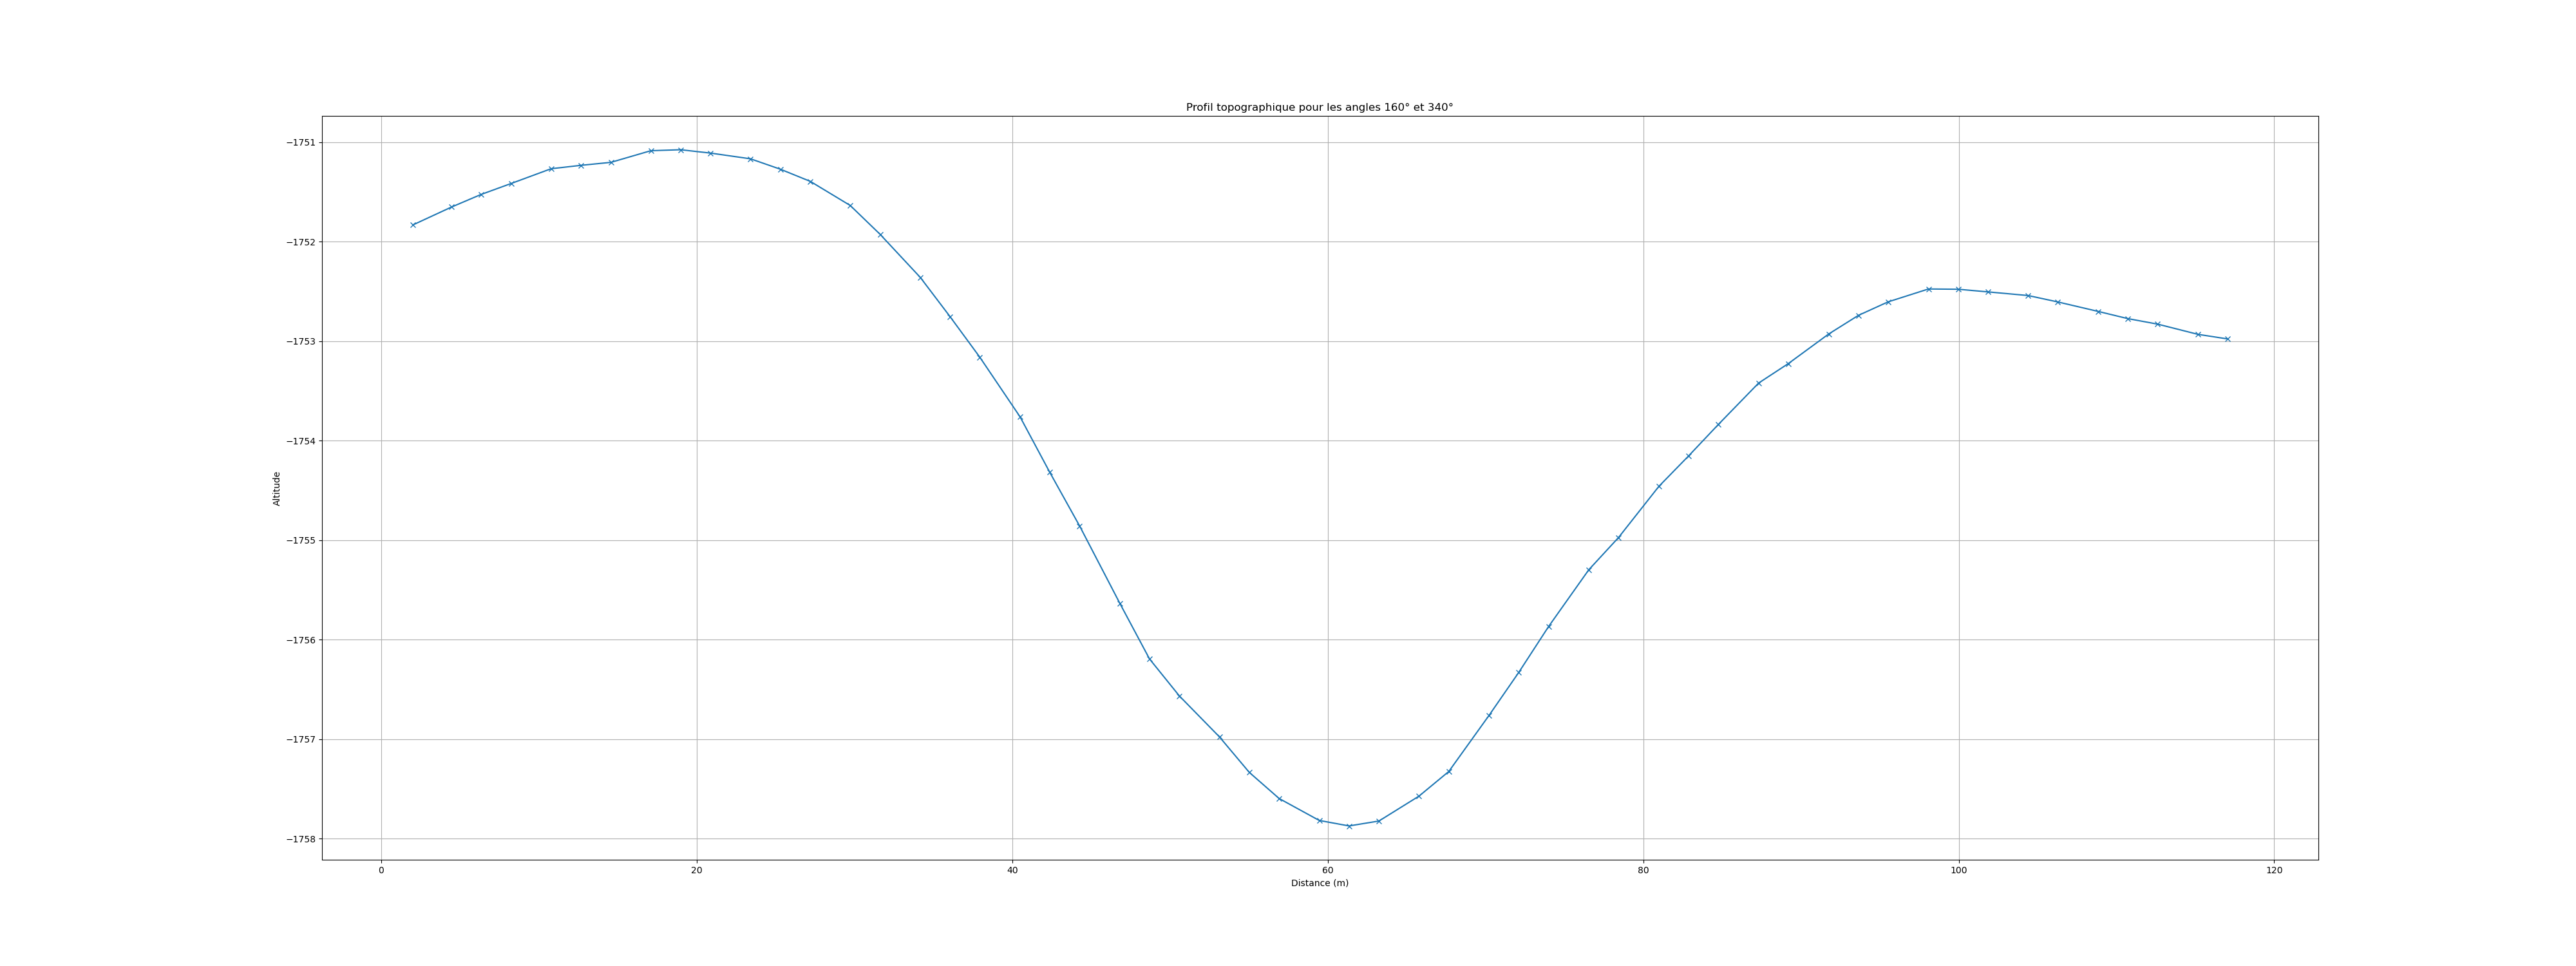 Profil topographique pour les angles 160° et 340°
−1751
−1752
−1753
−1754
−1755
−1756
−1757
−1758
Altitude
0 20 40 60 80 100 120
Distance (m)